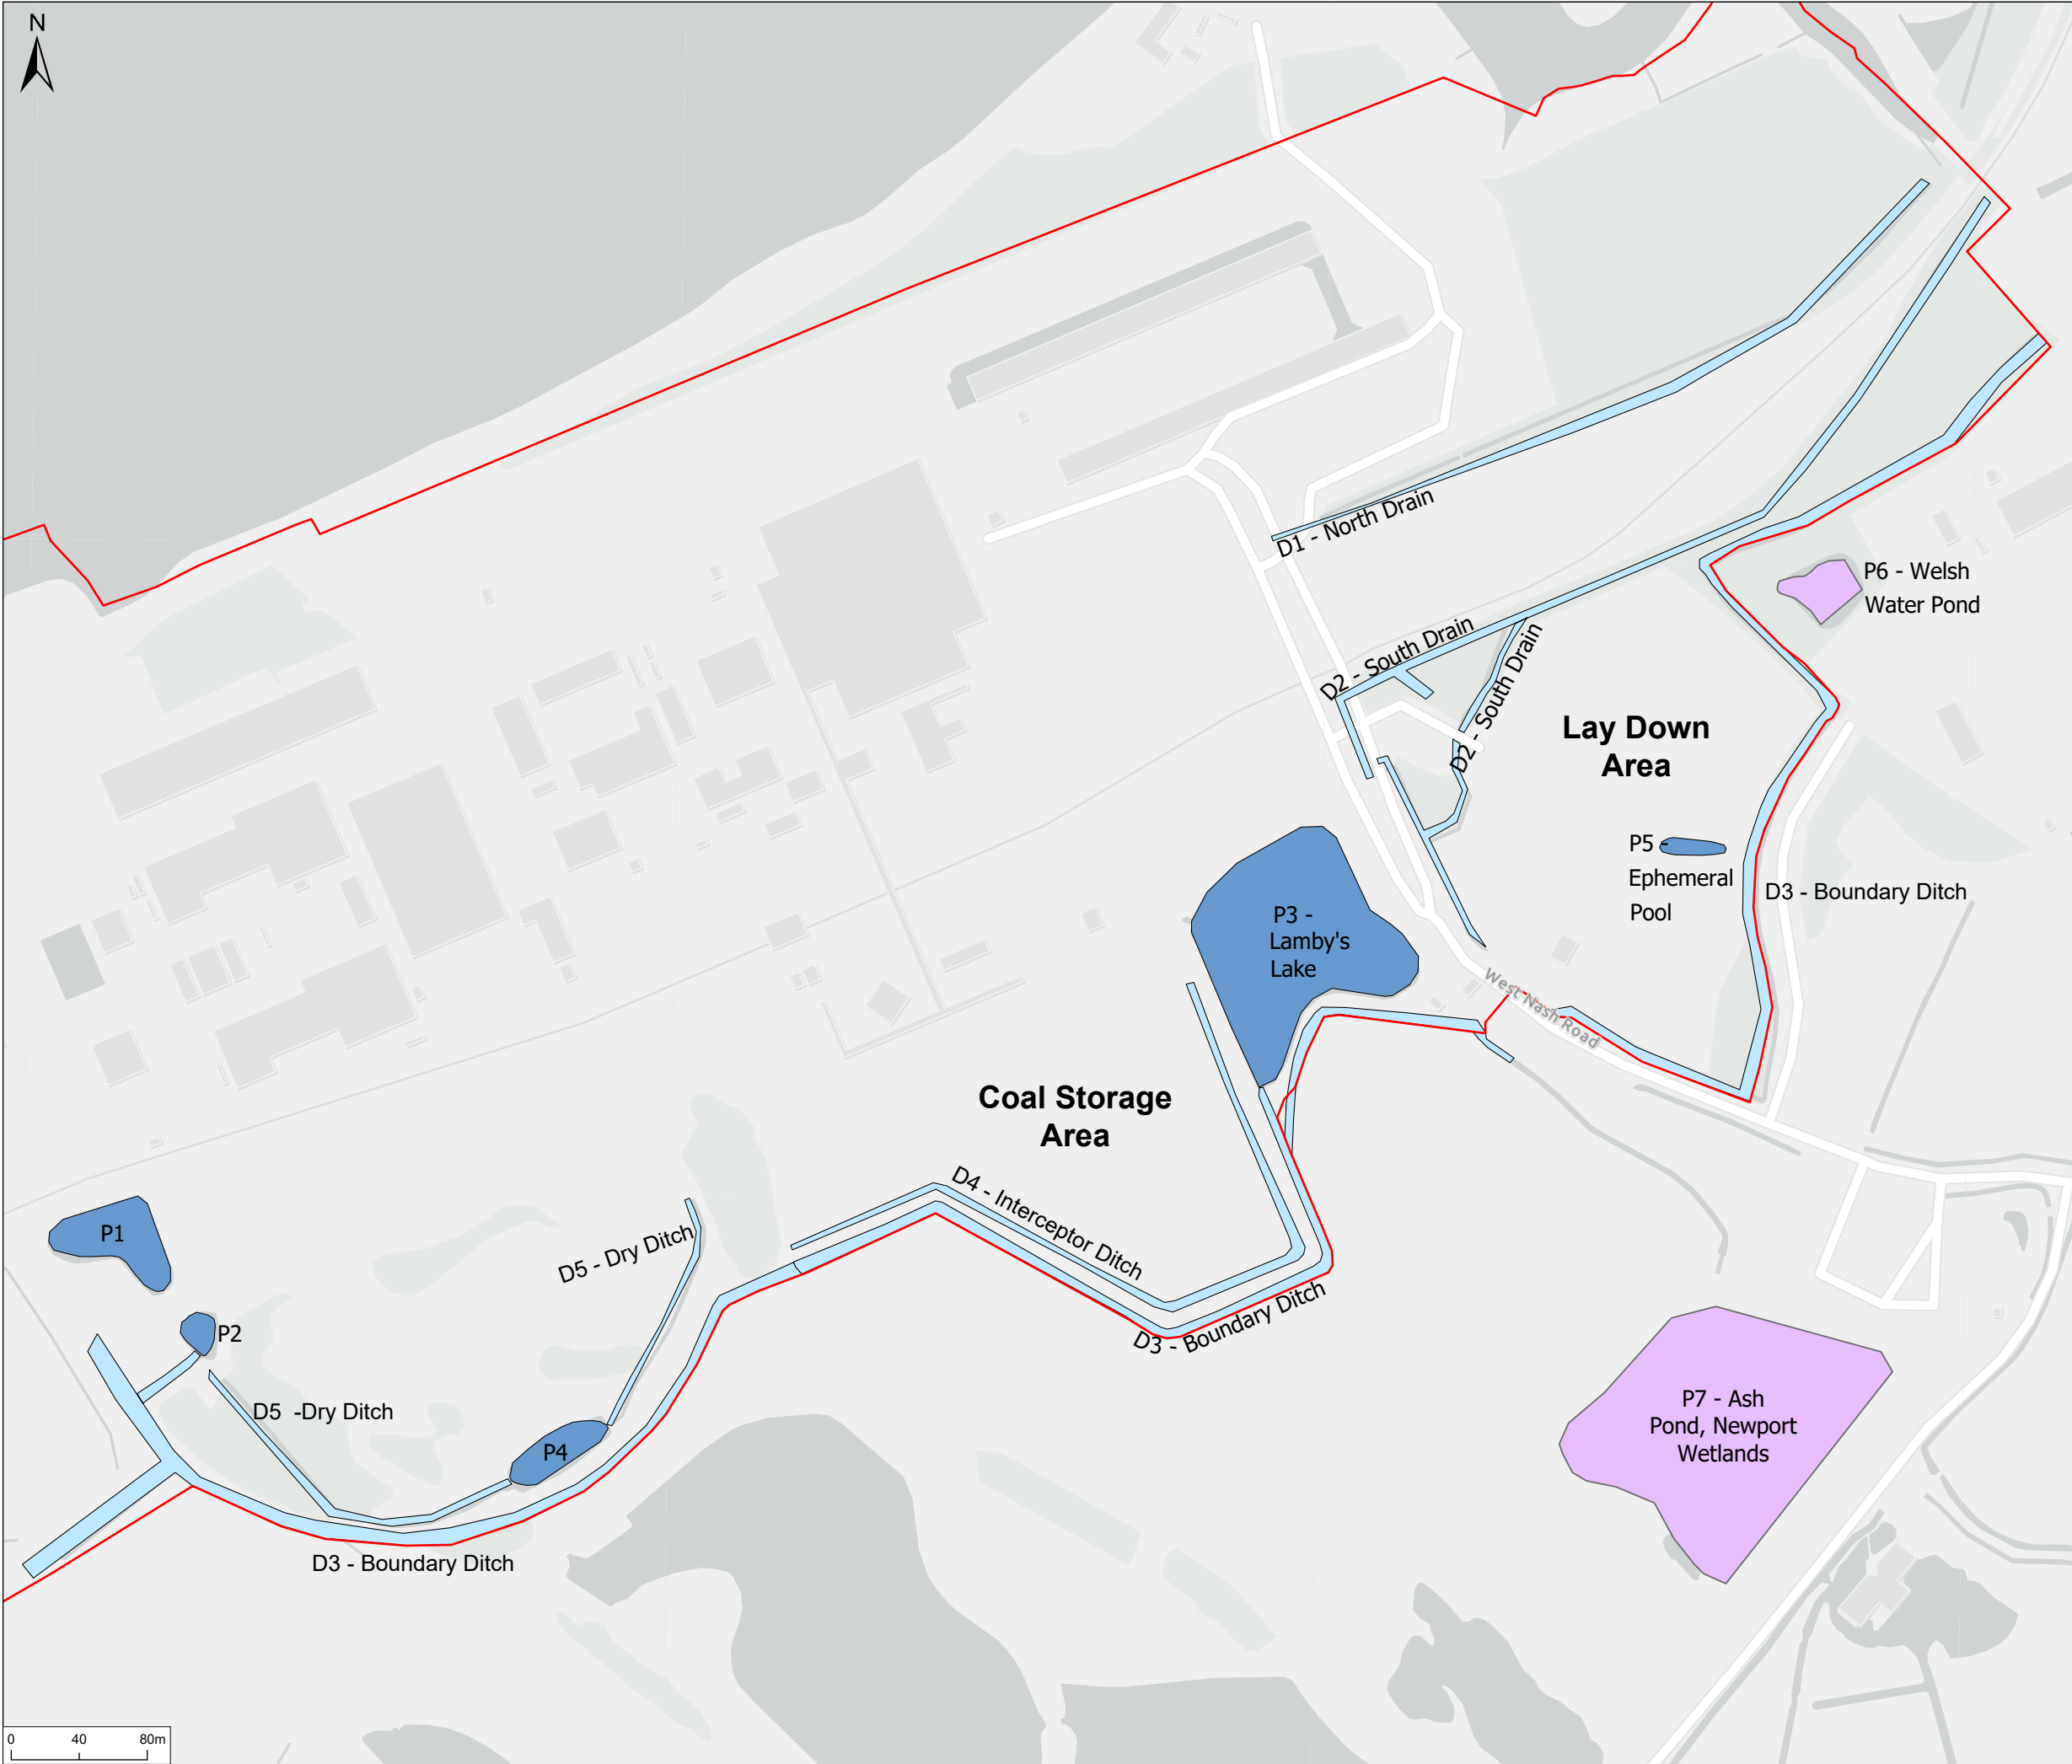 N
D1 - North Drain
P6 - Welsh
Water Pond
D2 - South Drain
D2 - South Drain
Lay Down
Area
P5 -
Ephemeral
Pool
D3 - Boundary Ditch
P3 -
Lamby's
Lake
West Nash Road
Coal Storage
Area
D4 - Interceptor Ditch
P1
D5 - Dry Ditch
D3 - Boundary Ditch
P2
D5 -Dry Ditch
P4
P7 - Ash
Pond, Newport
Wetlands
D3 - Boundary Ditch
0 40 80m